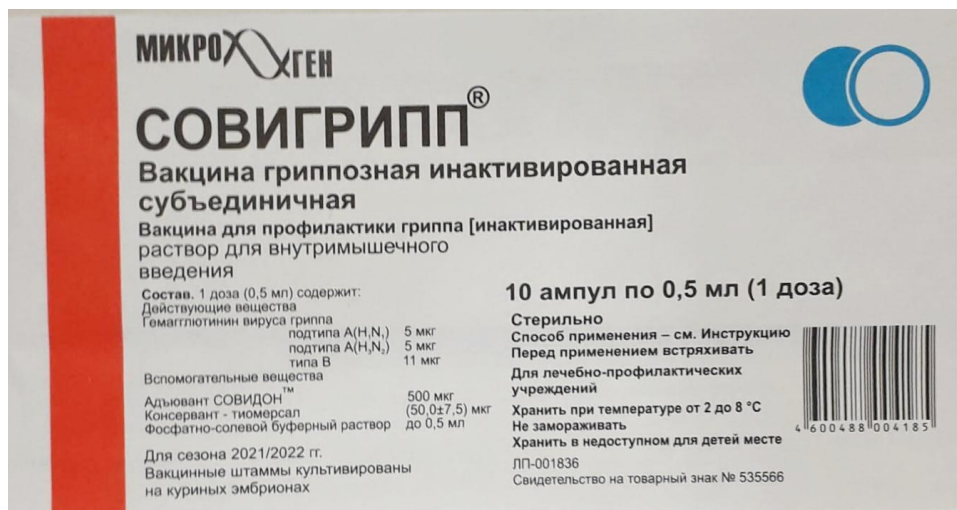 МИКРОГЕН
СОВИГРИПП®
Вакцина гриппозная инактивированная
субъединичная
Вакцина для профилактики гриппа [инактивированная]
раствор для внутримышечного
введения
Состав. 1 доза (0,5 мл) содержит:
Действующие вещества
Гемагглютинин вируса гриппа
подтипа А(H₁N₁) 5 мкг
подтипа А(H₃N₂) 5 мкг
типа В 11 мкг
Вспомогательные вещества
Адъювант СОВИДОН™ 500 мкг
Консервант - тиомерсал (50,0±7,5) мкг
Фосфатно-солевой буферный раствор до 0,5 мл
Для сезона 2021/2022 гг.
Вакцинные штаммы культивированы
на куриных эмбрионах
10 ампул по 0,5 мл (1 доза)
Стерильно
Способ применения – см. Инструкцию
Перед применением встряхивать
Для лечебно-профилактических
учреждений
Хранить при температуре от 2 до 8 °C
Не замораживать
Хранить в недоступном для детей месте
ЛП-001836
Свидетельство на товарный знак № 535566
4 600488 004185